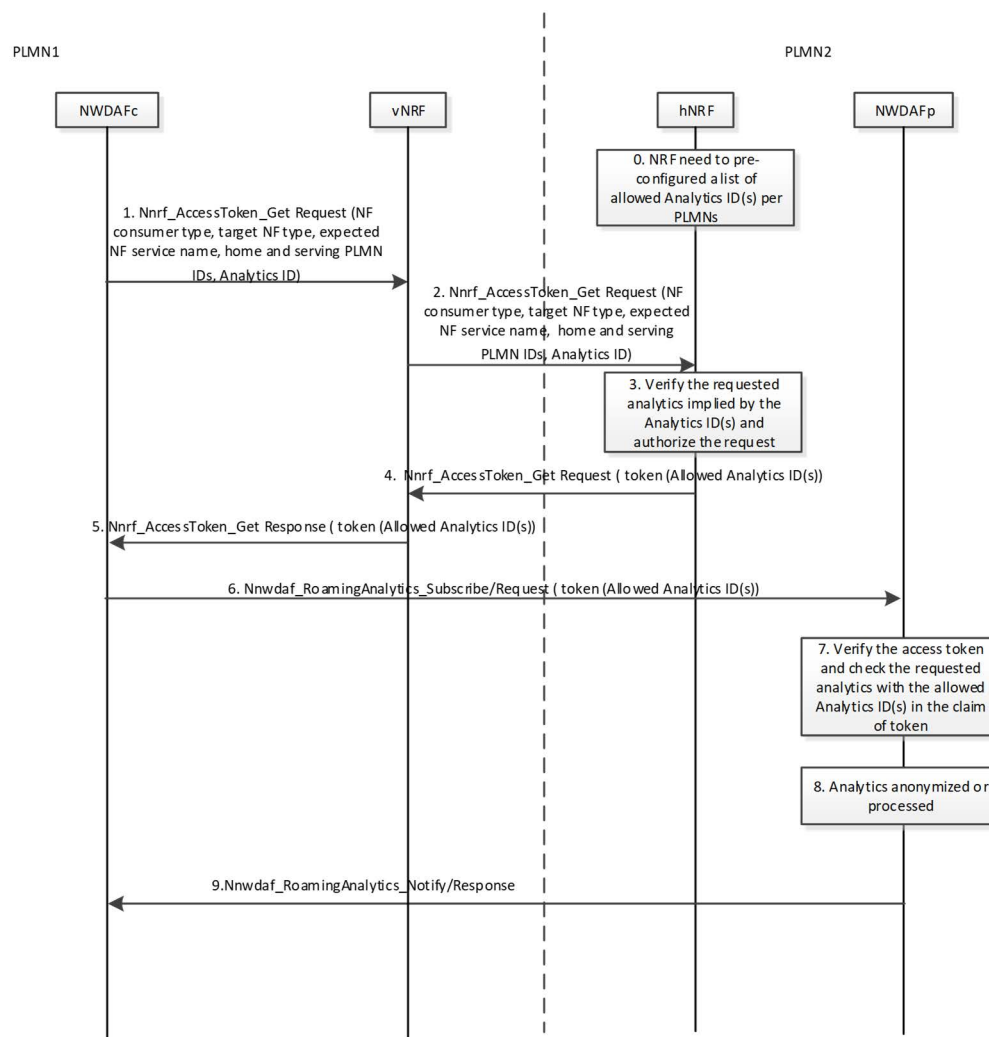 PLMN1
PLMN2
NWDAFc
vNRF
hNRF
NWDAFp
0. NRF need to pre-
configured a list of
allowed Analytics ID(s) per
PLMNs
1. Nnrf_AccessToken_Get Request (NF
consumer type, target NF type, expected
NF service name, home and serving PLMN
IDs, Analytics ID)
2. Nnrf_AccessToken_Get Request (NF
consumer type, target NF type, expected
NF service name, home and serving
PLMN IDs, Analytics ID)
3. Verify the requested
analytics implied by the
Analytics ID(s) and
authorize the request
4. Nnrf_AccessToken_Get Request ( token (Allowed Analytics ID(s))
5. Nnrf_AccessToken_Get Response ( token (Allowed Analytics ID(s))
6. Nnwdaf_RoamingAnalytics_Subscribe/Request ( token (Allowed Analytics ID(s))
7. Verify the access token
and check the requested
analytics with the allowed
Analytics ID(s) in the claim
of token
8. Analytics anonymized or
processed
9.Nnwdaf_RoamingAnalytics_Notify/Response